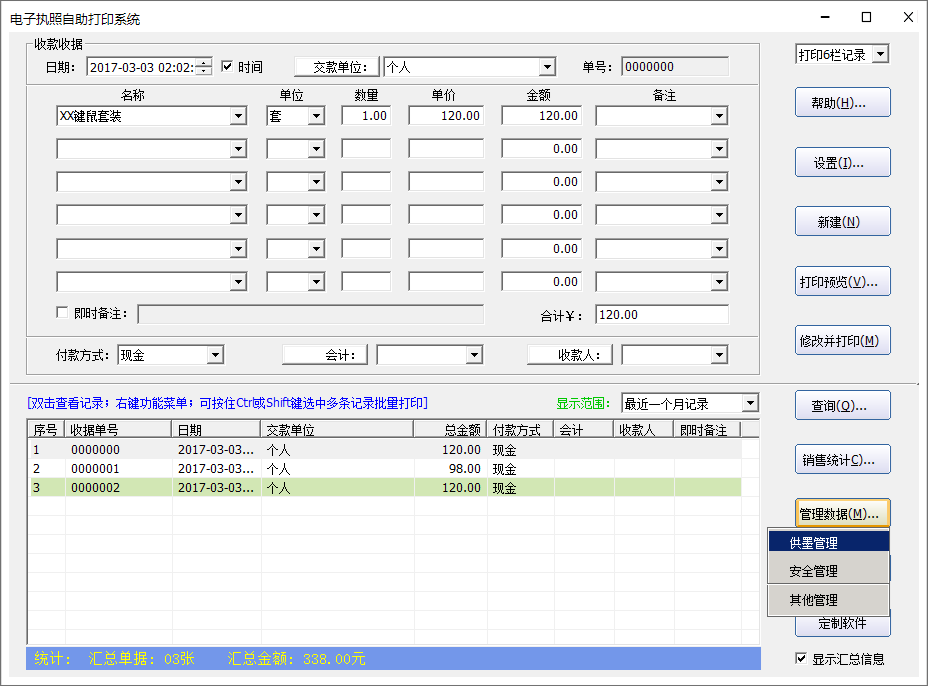 电子执照自助打印系统
收款收据
日期： 2017-03-03 02:02: 时间 交款单位： 个人 单号： 0000000
名称 单位 数量 单价 金额 备注
XX键鼠套装 套 1.00 120.00 120.00
0.00
0.00
0.00
0.00
0.00
即时备注： 合计￥： 120.00
付款方式： 现金 会计： 收款人：
打印6栏记录
帮助(H)...
设置(I)...
新建(N)
打印预览(V)...
修改并打印(M)
[双击查看记录；右键功能菜单；可按住Ctrl或Shift键选中多条记录批量打印] 显示范围： 最近一个月记录
序号 收据单号 日期 交款单位 总金额 付款方式 会计 收款人 即时备注
1 0000000 2017-03-03... 个人 120.00 现金
2 0000001 2017-03-03... 个人 98.00 现金
3 0000002 2017-03-03... 个人 120.00 现金
查询(Q)...
销售统计C)...
管理数据(M)...
供墨管理
安全管理
其他管理
定制软件
统计： 汇总单据：03张 汇总金额：338.00元
显示汇总信息